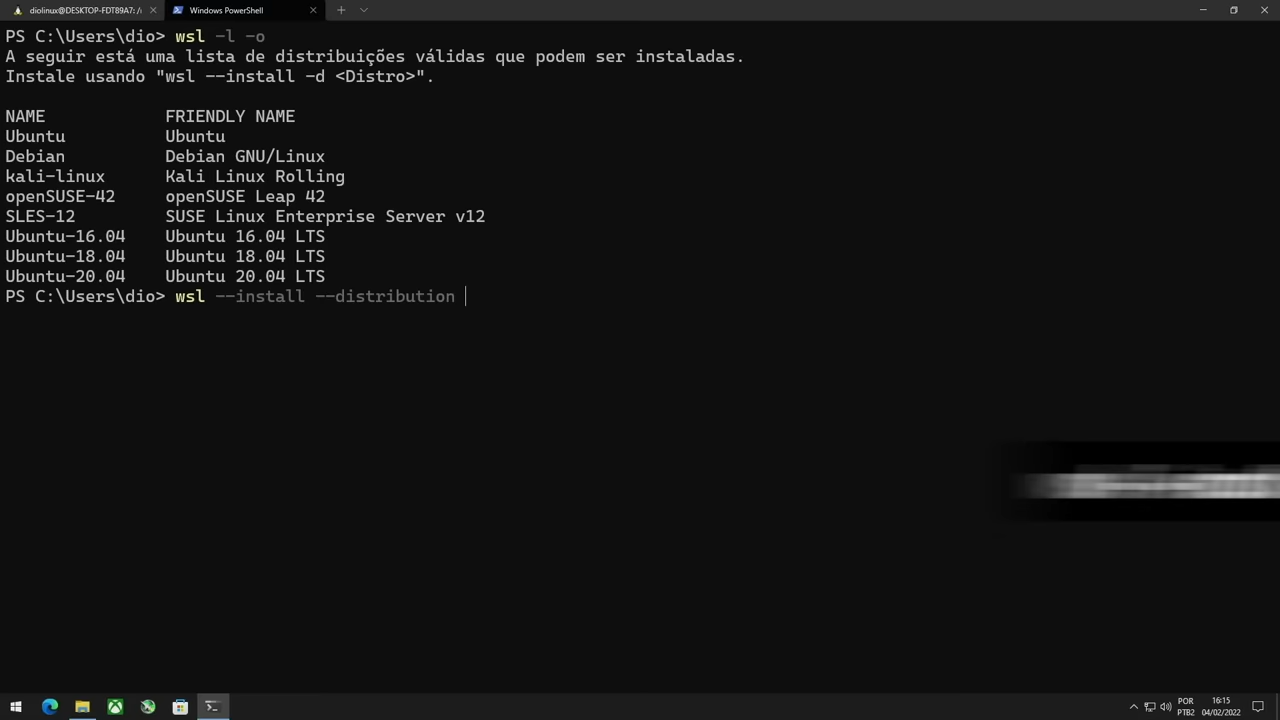 diolinux@DESKTOP-FDT89A7: /
Windows PowerShell
PS C:\Users\dio> wsl -l -o
A seguir está uma lista de distribuições válidas que podem ser instaladas.
Instale usando "wsl --install -d <Distro>".
NAME FRIENDLY NAME
Ubuntu Ubuntu
Debian Debian GNU/Linux
kali-linux Kali Linux Rolling
openSUSE-42 openSUSE Leap 42
SLES-12 SUSE Linux Enterprise Server v12
Ubuntu-16.04 Ubuntu 16.04 LTS
Ubuntu-18.04 Ubuntu 18.04 LTS
Ubuntu-20.04 Ubuntu 20.04 LTS
PS C:\Users\dio> wsl --install --distribution
POR 16:15
PTB2 04/02/2022